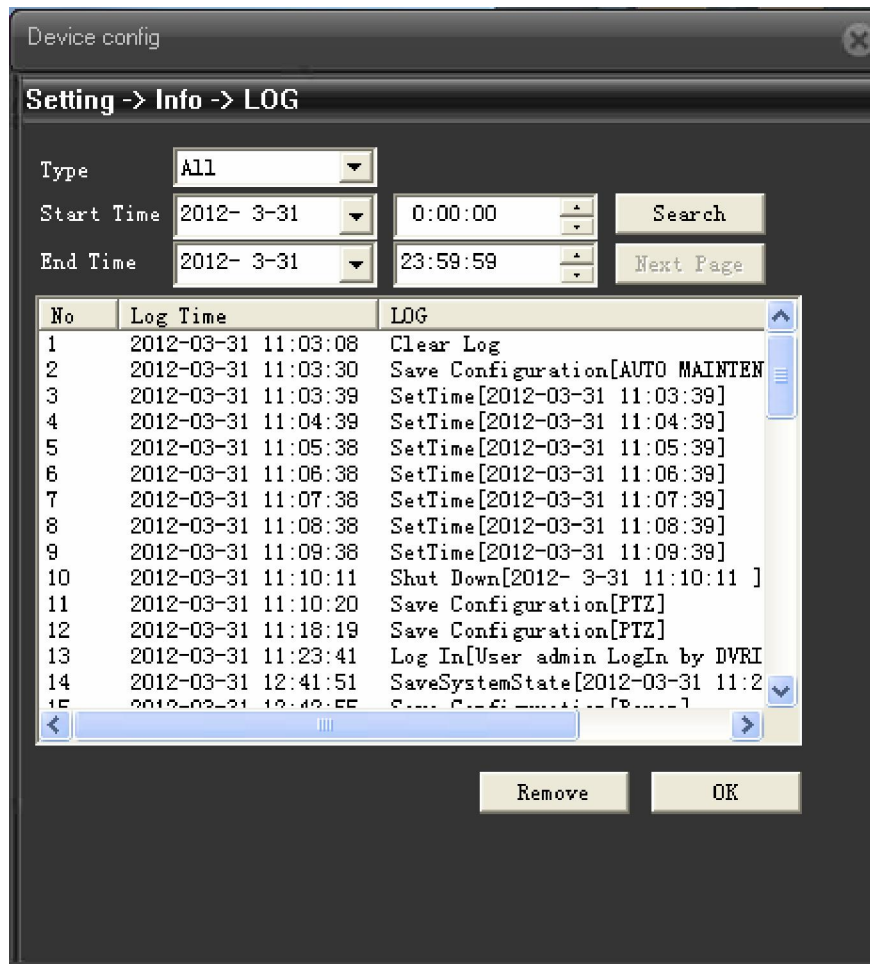 Device config
Setting -> Info -> LOG
Type All
Start Time 2012- 3-31 0:00:00 Search
End Time 2012- 3-31 23:59:59 Next Page
No Log Time LOG
1 2012-03-31 11:03:08 Clear Log
2 2012-03-31 11:03:30 Save Configuration[AUTO MAINTEN
3 2012-03-31 11:03:39 SetTime[2012-03-31 11:03:39]
4 2012-03-31 11:04:39 SetTime[2012-03-31 11:04:39]
5 2012-03-31 11:05:38 SetTime[2012-03-31 11:05:39]
6 2012-03-31 11:06:38 SetTime[2012-03-31 11:06:39]
7 2012-03-31 11:07:38 SetTime[2012-03-31 11:07:39]
8 2012-03-31 11:08:38 SetTime[2012-03-31 11:08:39]
9 2012-03-31 11:09:38 SetTime[2012-03-31 11:09:39]
10 2012-03-31 11:10:11 Shut Down[2012- 3-31 11:10:11 ]
11 2012-03-31 11:10:20 Save Configuration[PTZ]
12 2012-03-31 11:18:19 Save Configuration[PTZ]
13 2012-03-31 11:23:41 Log In[User admin LogIn by DVRI
14 2012-03-31 12:41:51 SaveSystemState[2012-03-31 11:2
15 2012-03-31 Save Configuration
Remove OK